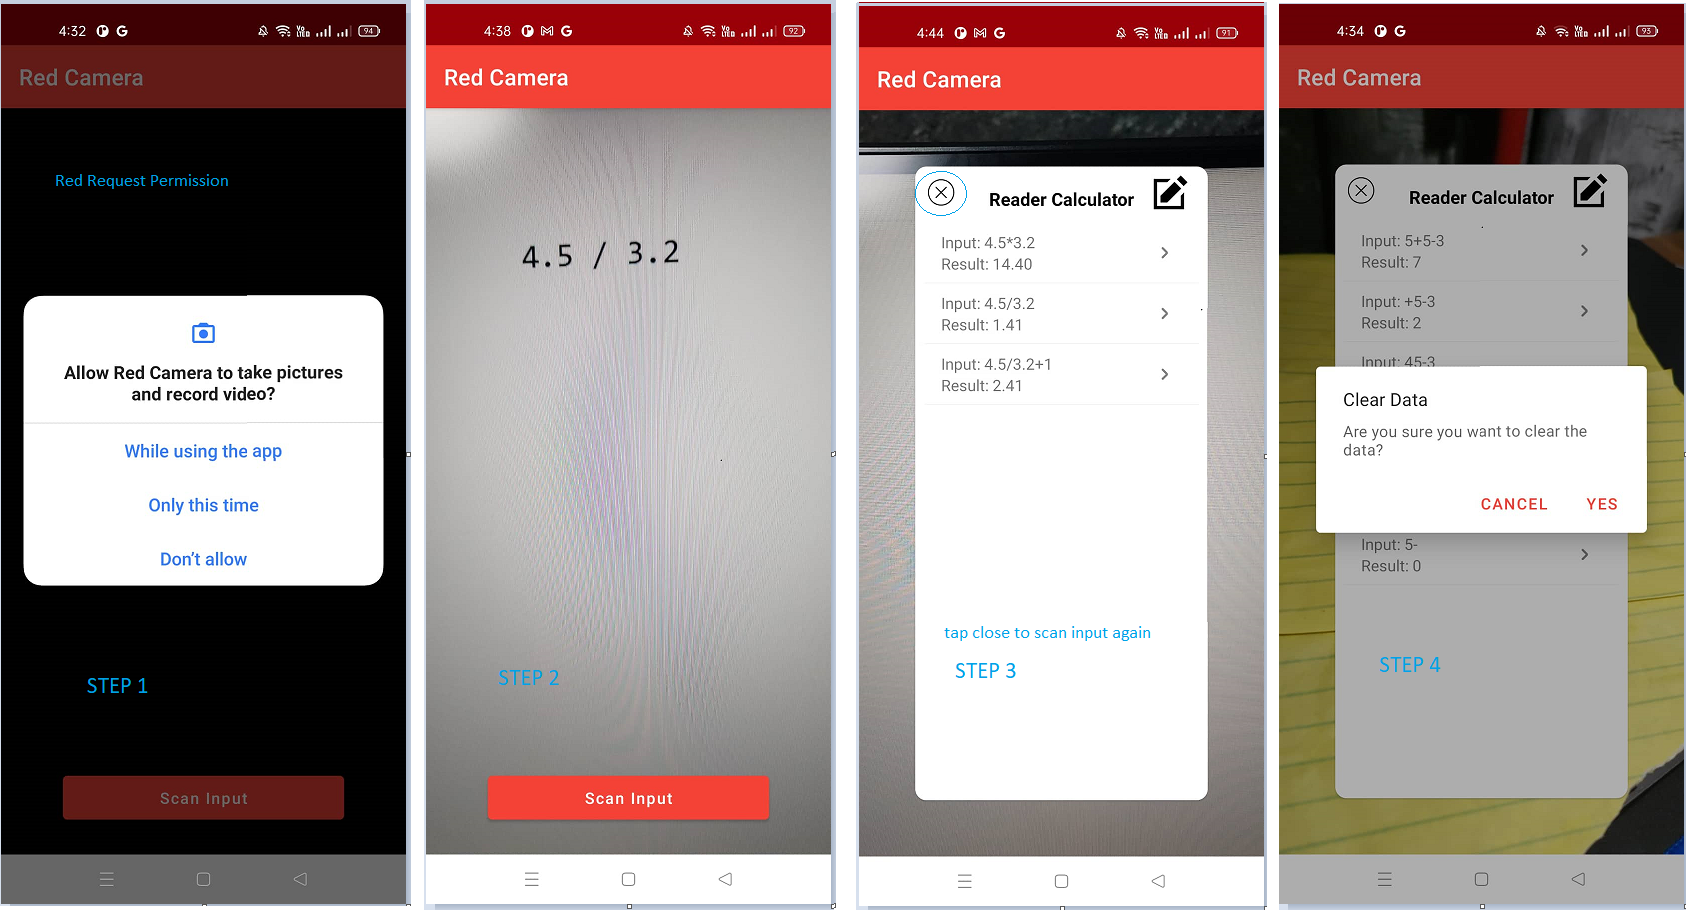 4:32
VoLTE
94
Red Camera
Red Request Permission
Allow Red Camera to take pictures
and record video?
While using the app
Only this time
Don't allow
STEP 1
Scan Input
4:38
VoLTE
92
Red Camera
4.5 / 3.2
STEP 2
Scan Input
4:44
VoLTE
91
Red Camera
Reader Calculator
Input: 4.5*3.2
Result: 14.40
Input: 4.5/3.2
Result: 1.41
Input: 4.5/3.2+1
Result: 2.41
tap close to scan input again
STEP 3
4:34
VoLTE
93
Red Camera
Reader Calculator
Input: 5+5-3
Result: 7
Input: +5-3
Result: 2
Input: 45-3
Clear Data
Are you sure you want to clear the
data?
CANCEL YES
Input: 5-
Result: 0
STEP 4